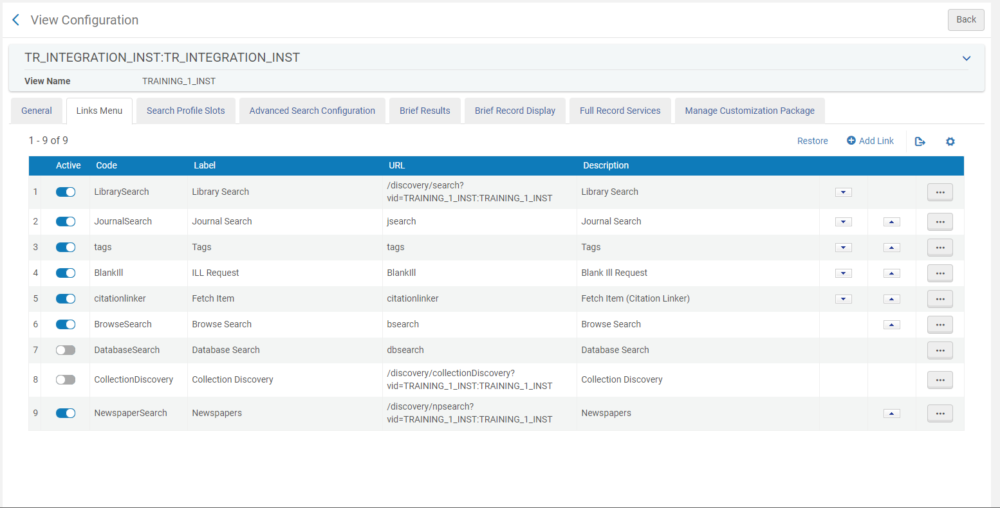 View Configuration
Back
TR_INTEGRATION_INST:TR_INTEGRATION_INST
View Name TRAINING_1_INST
General Links Menu Search Profile Slots Advanced Search Configuration Brief Results Brief Record Display Full Record Services Manage Customization Package
1 - 9 of 9
Restore Add Link
Active Code Label URL Description
1 LibrarySearch Library Search /discovery/search?
vid=TRAINING_1_INST:TRAINING_1_INST Library Search
2 JournalSearch Journal Search jsearch Journal Search
3 tags Tags tags Tags
4 BlankIll ILL Request BlankIll Blank Ill Request
5 citationlinker Fetch Item citationlinker Fetch Item (Citation Linker)
6 BrowseSearch Browse Search bsearch Browse Search
7 DatabaseSearch Database Search dbsearch Database Search
8 CollectionDiscovery Collection Discovery /discovery/collectionDiscovery?
vid=TRAINING_1_INST:TRAINING_1_INST Collection Discovery
9 NewspaperSearch Newspapers /discovery/npsearch?
vid=TRAINING_1_INST:TRAINING_1_INST Newspapers